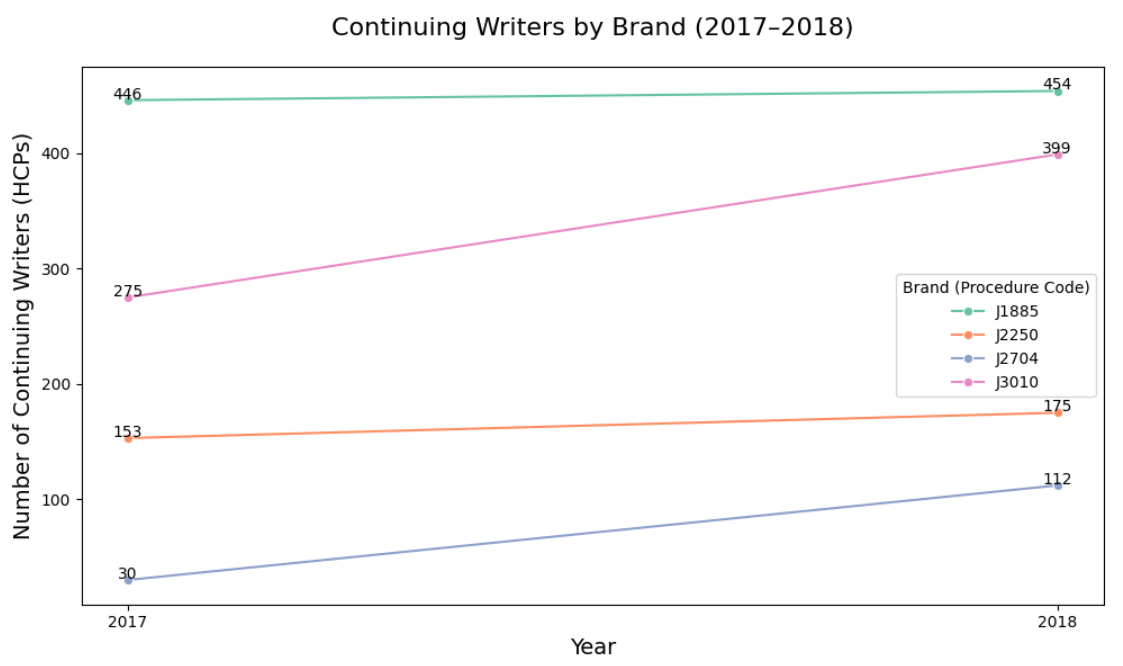 Continuing Writers by Brand (2017–2018)
446
454
399
400
300
275
Brand (Procedure Code)
J1885
J2250
J2704
J3010
200
175
153
112
100
30
2017
2018
Number of Continuing Writers (HCPs)
Year